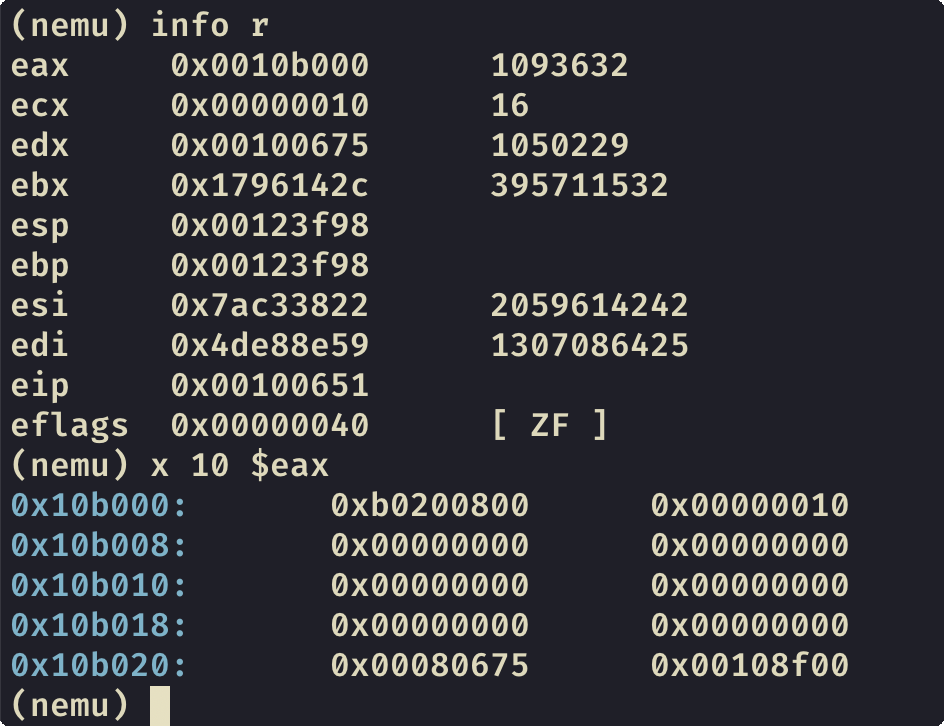 (nemu) info r
eax     0x0010b000      1093632
ecx     0x00000010      16
edx     0x00100675      1050229
ebx     0x1796142c      395711532
esp     0x00123f98
ebp     0x00123f98
esi     0x7ac33822      2059614242
edi     0x4de88e59      1307086425
eip     0x00100651
eflags  0x00000040      [ ZF ]
(nemu) x 10 $eax
0x10b000:       0xb0200800      0x00000010
0x10b008:       0x00000000      0x00000000
0x10b010:       0x00000000      0x00000000
0x10b018:       0x00000000      0x00000000
0x10b020:       0x00080675      0x00108f00
(nemu)